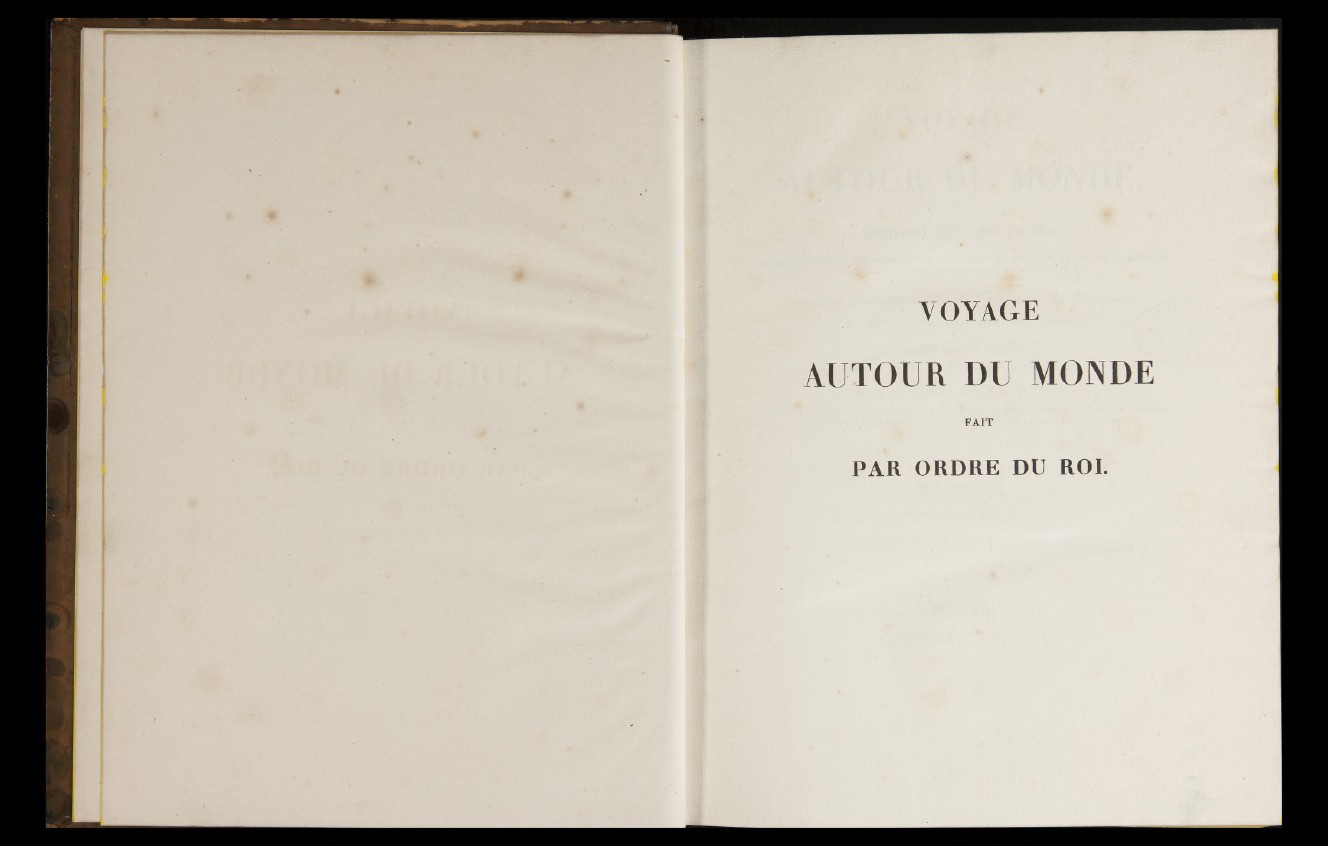 VOYAGE
AUTOUR DU MONDE
FAIT
PAR ORDRE DU ROI.